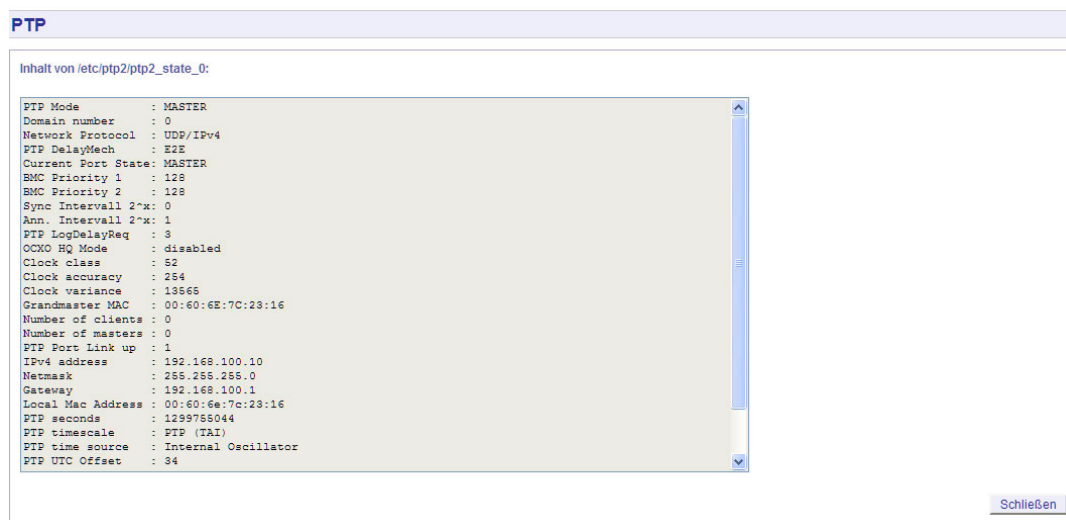 PTP
Inhalt von /etc/ptp2/ptp2_state_0:
PTP Mode : MASTER
Domain number : 0
Network Protocol : UDP/IPv4
PTP DelayMech : E2E
Current Port State: MASTER
BMC Priority 1 : 128
BMC Priority 2 : 128
Sync Intervall 2^x: 0
Ann. Intervall 2^x: 1
PTP LogDelayReq : 3
OCXO HQ Mode : disabled
Clock class : 52
Clock accuracy : 254
Clock variance : 13565
Grandmaster MAC : 00:60:6E:7C:23:16
Number of clients : 0
Number of masters : 0
PTP Port Link up : 1
IPv4 address : 192.168.100.10
Netmask : 255.255.255.0
Gateway : 192.168.100.1
Local Mac Address : 00:60:6e:7c:23:16
PTP seconds : 1299755044
PTP timescale : PTP (TAI)
PTP time source : Internal Oscillator
PTP UTC Offset : 34
Schließen